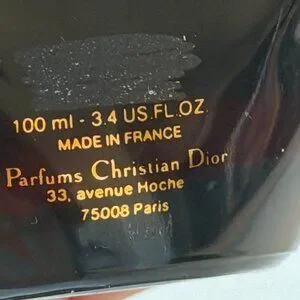 100 ml - 3.4 US.FL.OZ.
MADE IN FRANCE
Parfums Christian Dior
33, avenue Hoche
75008 Paris